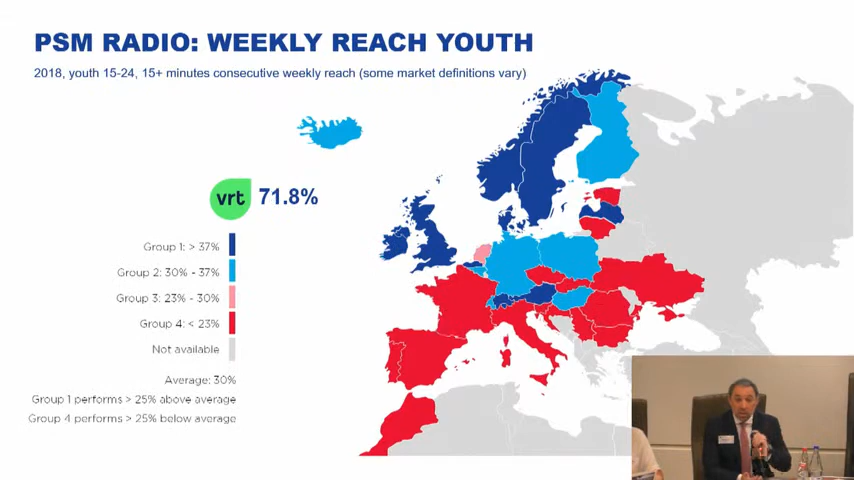 PSM RADIO: WEEKLY REACH YOUTH
2018, youth 15-24, 15+ minutes consecutive weekly reach (some market definitions vary)
vrt 71.8%
Group 1: > 37%
Group 2: 30% - 37%
Group 3: 23% - 30%
Group 4: < 23%
Not available
Average: 30%
Group 1 performs > 25% above average
Group 4 performs > 25% below average